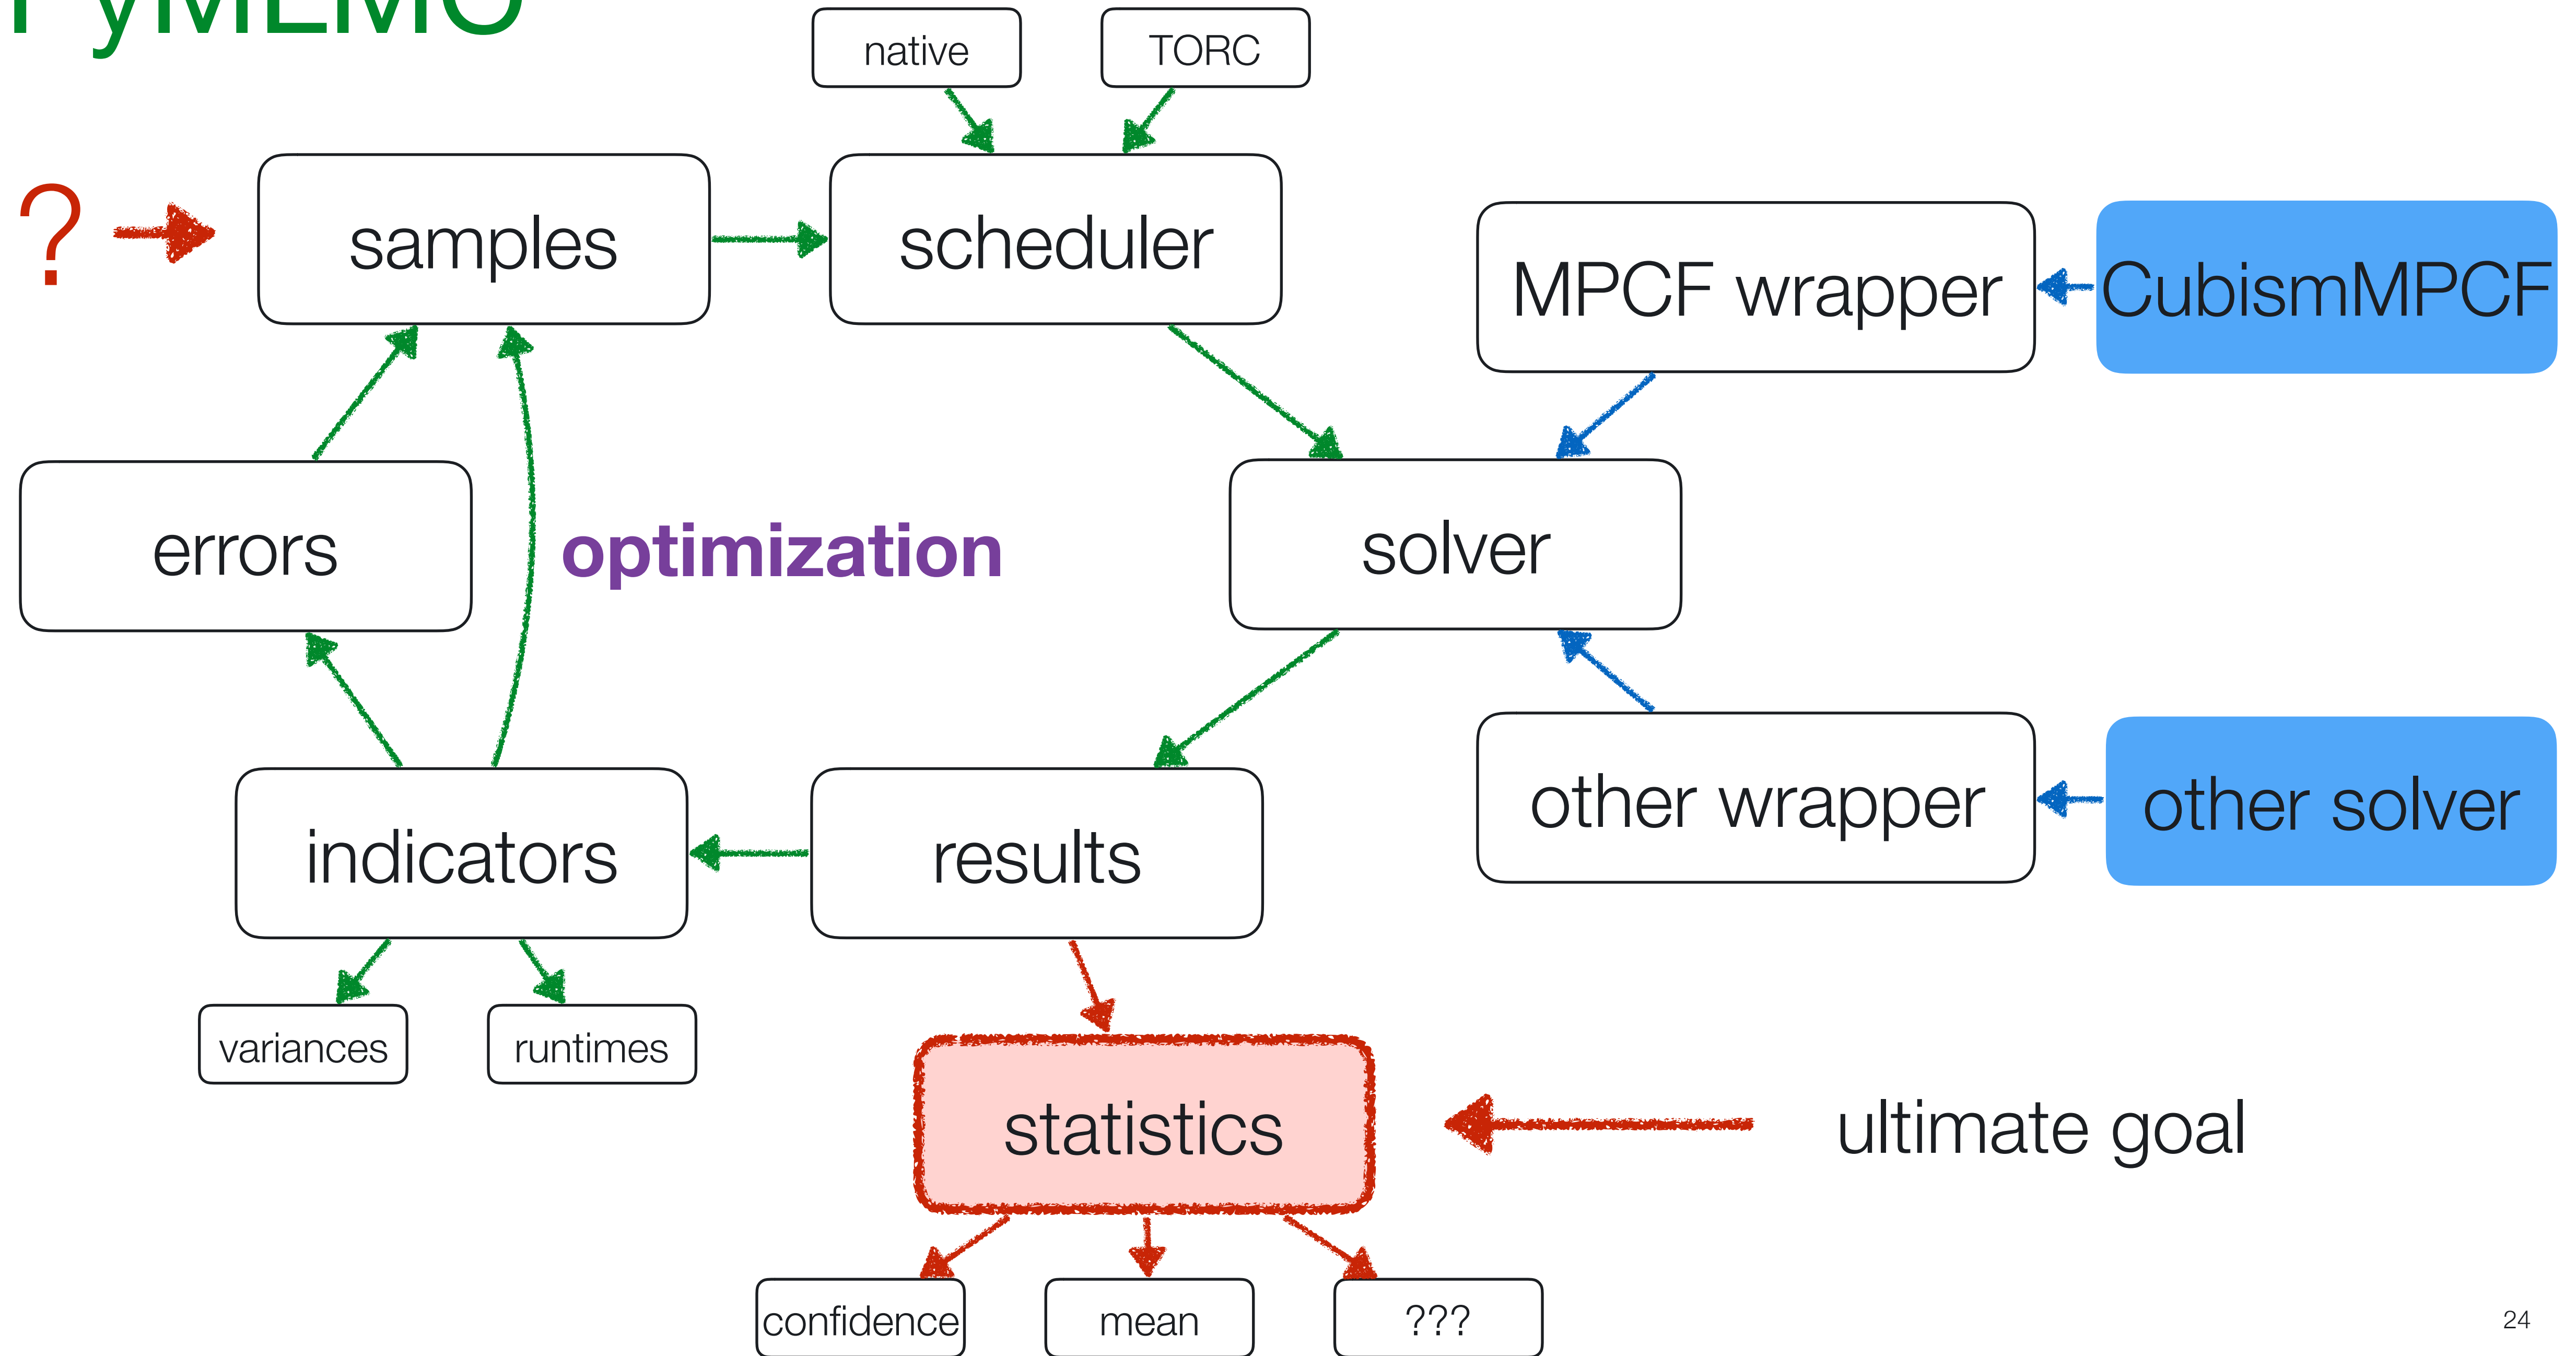 PyMLMC
native
TORC
?
samples
scheduler
MPCF wrapper
CubismMPCF
errors
optimization
solver
other wrapper
other solver
indicators
results
variances
runtimes
statistics
ultimate goal
confidence
mean
???
24